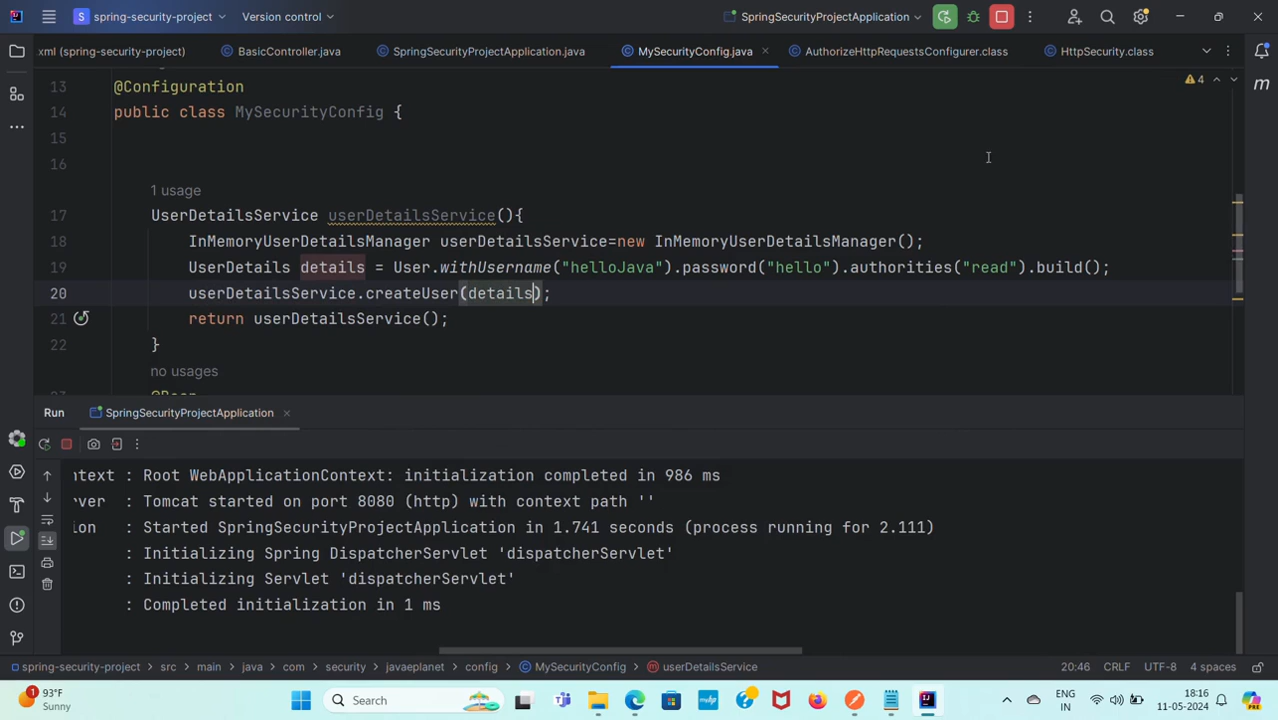 spring-security-project
Version control
SpringSecurityProjectApplication
xml (spring-security-project)
BasicController.java
SpringSecurityProjectApplication.java
MySecurityConfig.java
AuthorizeHttpRequestsConfigurer.class
HttpSecurity.class
4
13 @Configuration
14 public class MySecurityConfig {
15
16
1 usage
17 UserDetailsService userDetailsService(){
18 InMemoryUserDetailsManager userDetailsService=new InMemoryUserDetailsManager();
19 UserDetails details = User.withUsername("helloJava").password("hello").authorities("read").build();
20 userDetailsService.createUser(details);
21 return userDetailsService();
22 }
no usages
Run
SpringSecurityProjectApplication
ntext : Root WebApplicationContext: initialization completed in 986 ms
rver : Tomcat started on port 8080 (http) with context path ''
ion : Started SpringSecurityProjectApplication in 1.741 seconds (process running for 2.111)
: Initializing Spring DispatcherServlet 'dispatcherServlet'
: Initializing Servlet 'dispatcherServlet'
: Completed initialization in 1 ms
spring-security-project > src > main > java > com > security > javaeplanet > config > MySecurityConfig > userDetailsService
20:46 CRLF UTF-8 4 spaces
93°F
Sunny
Search
ENG
IN
18:16
11-05-2024